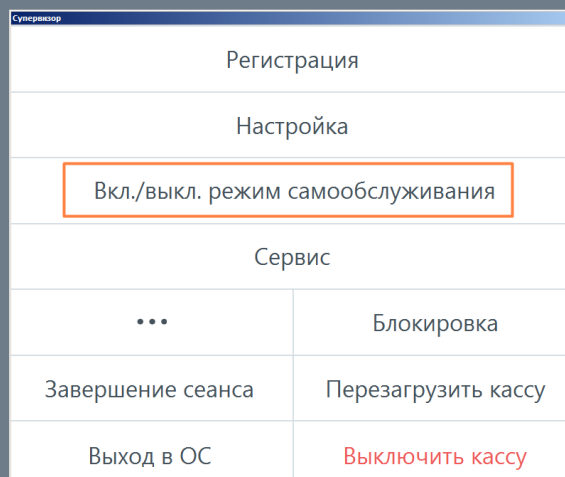 Супервизор
Регистрация
Настройка
Вкл./выкл. режим самообслуживания
Сервис
••• Блокировка
Завершение сеанса Перезагрузить кассу
Выход в ОС Выключить кассу